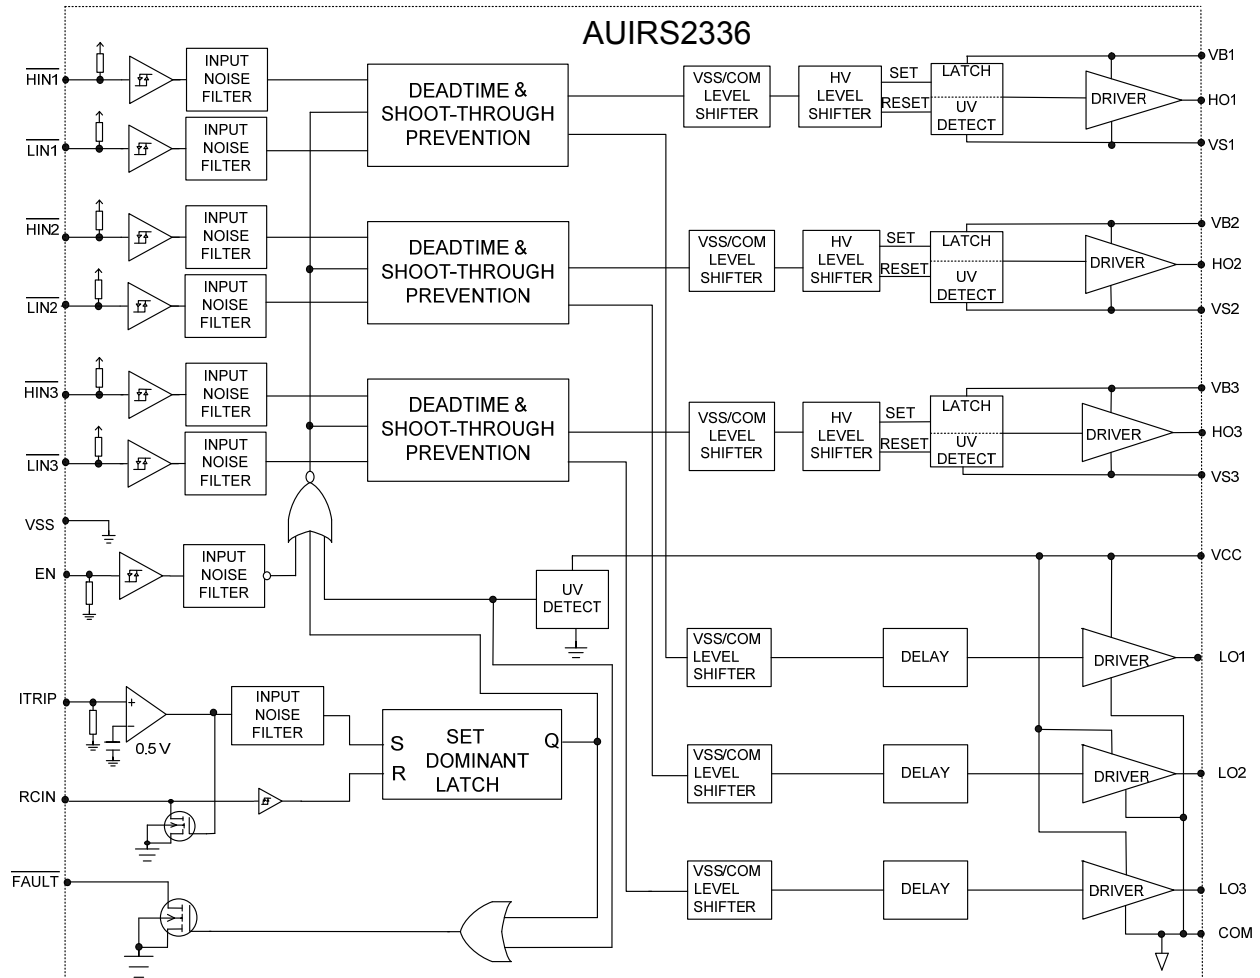 AUIRS2336
HIN1
INPUT
NOISE
FILTER
LIN1
INPUT
NOISE
FILTER
DEADTIME &
SHOOT-THROUGH
PREVENTION
VSS/COM
LEVEL
SHIFTER
HV
LEVEL
SHIFTER
SET
RESET
LATCH
UV
DETECT
DRIVER
VB1
HO1
VS1
HIN2
INPUT
NOISE
FILTER
LIN2
INPUT
NOISE
FILTER
DEADTIME &
SHOOT-THROUGH
PREVENTION
VSS/COM
LEVEL
SHIFTER
HV
LEVEL
SHIFTER
SET
RESET
LATCH
UV
DETECT
DRIVER
VB2
HO2
VS2
HIN3
INPUT
NOISE
FILTER
LIN3
INPUT
NOISE
FILTER
DEADTIME &
SHOOT-THROUGH
PREVENTION
VSS/COM
LEVEL
SHIFTER
HV
LEVEL
SHIFTER
SET
RESET
LATCH
UV
DETECT
DRIVER
VB3
HO3
VS3
VSS
EN
INPUT
NOISE
FILTER
UV
DETECT
VCC
VSS/COM
LEVEL
SHIFTER
DELAY
DRIVER
LO1
ITRIP
+
−
0.5 V
INPUT
NOISE
FILTER
S
R
SET
DOMINANT
LATCH
Q
VSS/COM
LEVEL
SHIFTER
DELAY
DRIVER
LO2
RCIN
FAULT
VSS/COM
LEVEL
SHIFTER
DELAY
DRIVER
LO3
COM